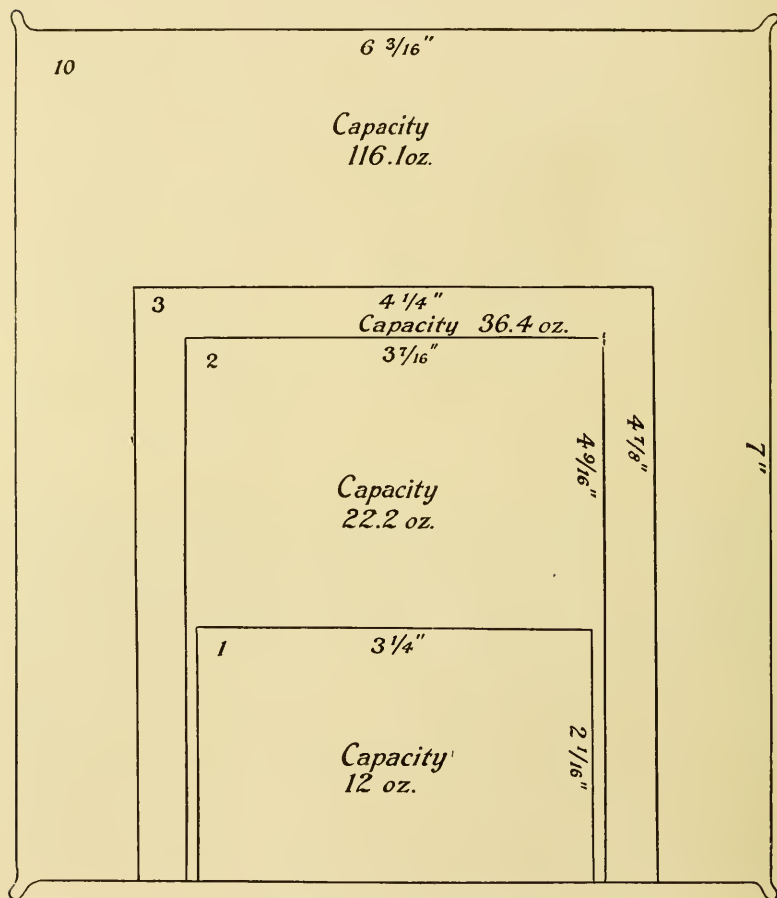 6 3/16"
10
Capacity
116.1oz.
3
4 1/4"
Capacity 36.4 oz.
2
3 7/16"
4 9/16"
4 7/8"
7"
Capacity
22.2 oz.
1
3 1/4"
2 1/16"
Capacity
12 oz.